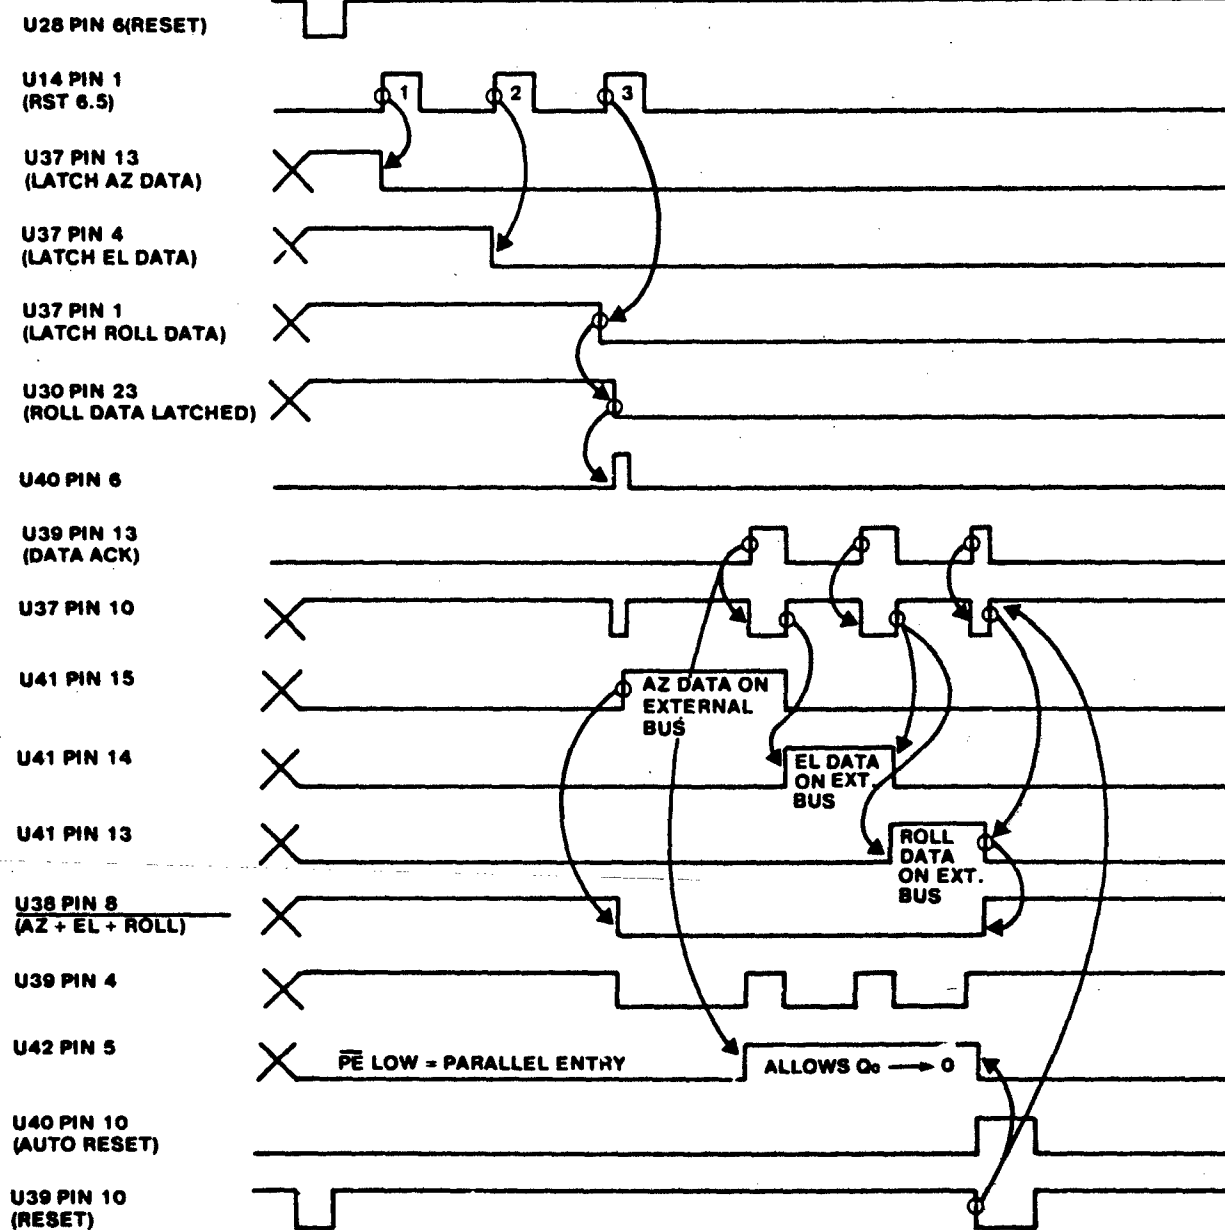 U28 PIN 6(RESET)
U14 PIN 1
(RST 6.5)
1
2
3
U37 PIN 13
(LATCH AZ DATA)
U37 PIN 4
(LATCH EL DATA)
U37 PIN 1
(LATCH ROLL DATA)
U30 PIN 23
(ROLL DATA LATCHED)
U40 PIN 6
U39 PIN 13
(DATA ACK)
U37 PIN 10
U41 PIN 15
AZ DATA ON
EXTERNAL
BUS
U41 PIN 14
EL DATA
ON EXT.
BUS
U41 PIN 13
ROLL
DATA
ON EXT.
BUS
U38 PIN 8
(AZ + EL + ROLL)
U39 PIN 4
U42 PIN 5
PE LOW = PARALLEL ENTRY
ALLOWS Q₀ → 0
U40 PIN 10
(AUTO RESET)
U39 PIN 10
(RESET)